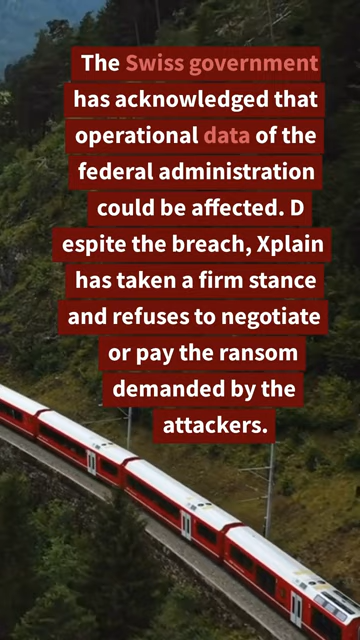 The Swiss government
has acknowledged that
operational data of the
federal administration
could be affected. D
espite the breach, Xplain
has taken a firm stance
and refuses to negotiate
or pay the ransom
demanded by the
attackers.